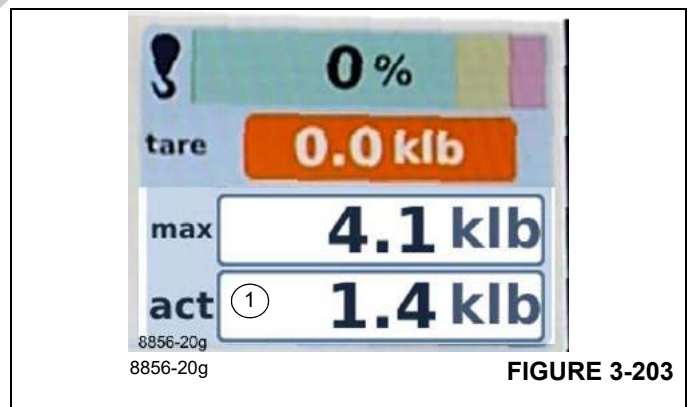 0 %
tare 0.0 klb
max 4.1 klb
act 1 1.4 klb
8856-20g
8856-20g
FIGURE 3-203